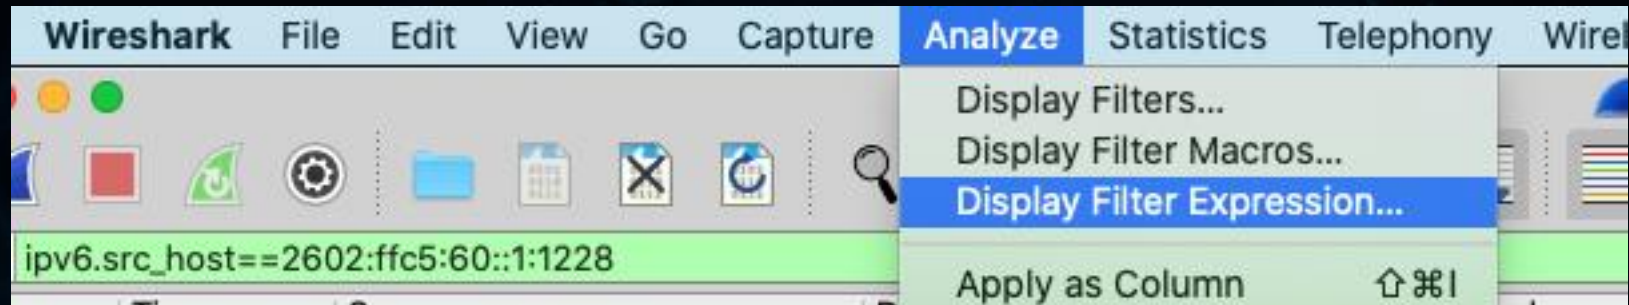 Wireshark File Edit View Go Capture Analyze Statistics Telephony
Display Filters...
Display Filter Macros...
Display Filter Expression...
ipv6.src_host==2602:ffc5:60::1:1228
Apply as Column ⇧⌘I